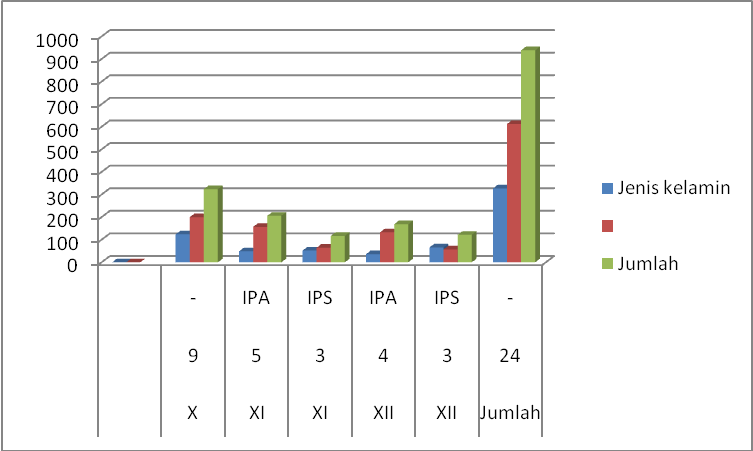 1000
900
800
700
600
500
400
300
200
100
0
- IPA IPS IPA IPS -
9 5 3 4 3 24
X XI XI XII XII Jumlah
Jenis kelamin
Jumlah